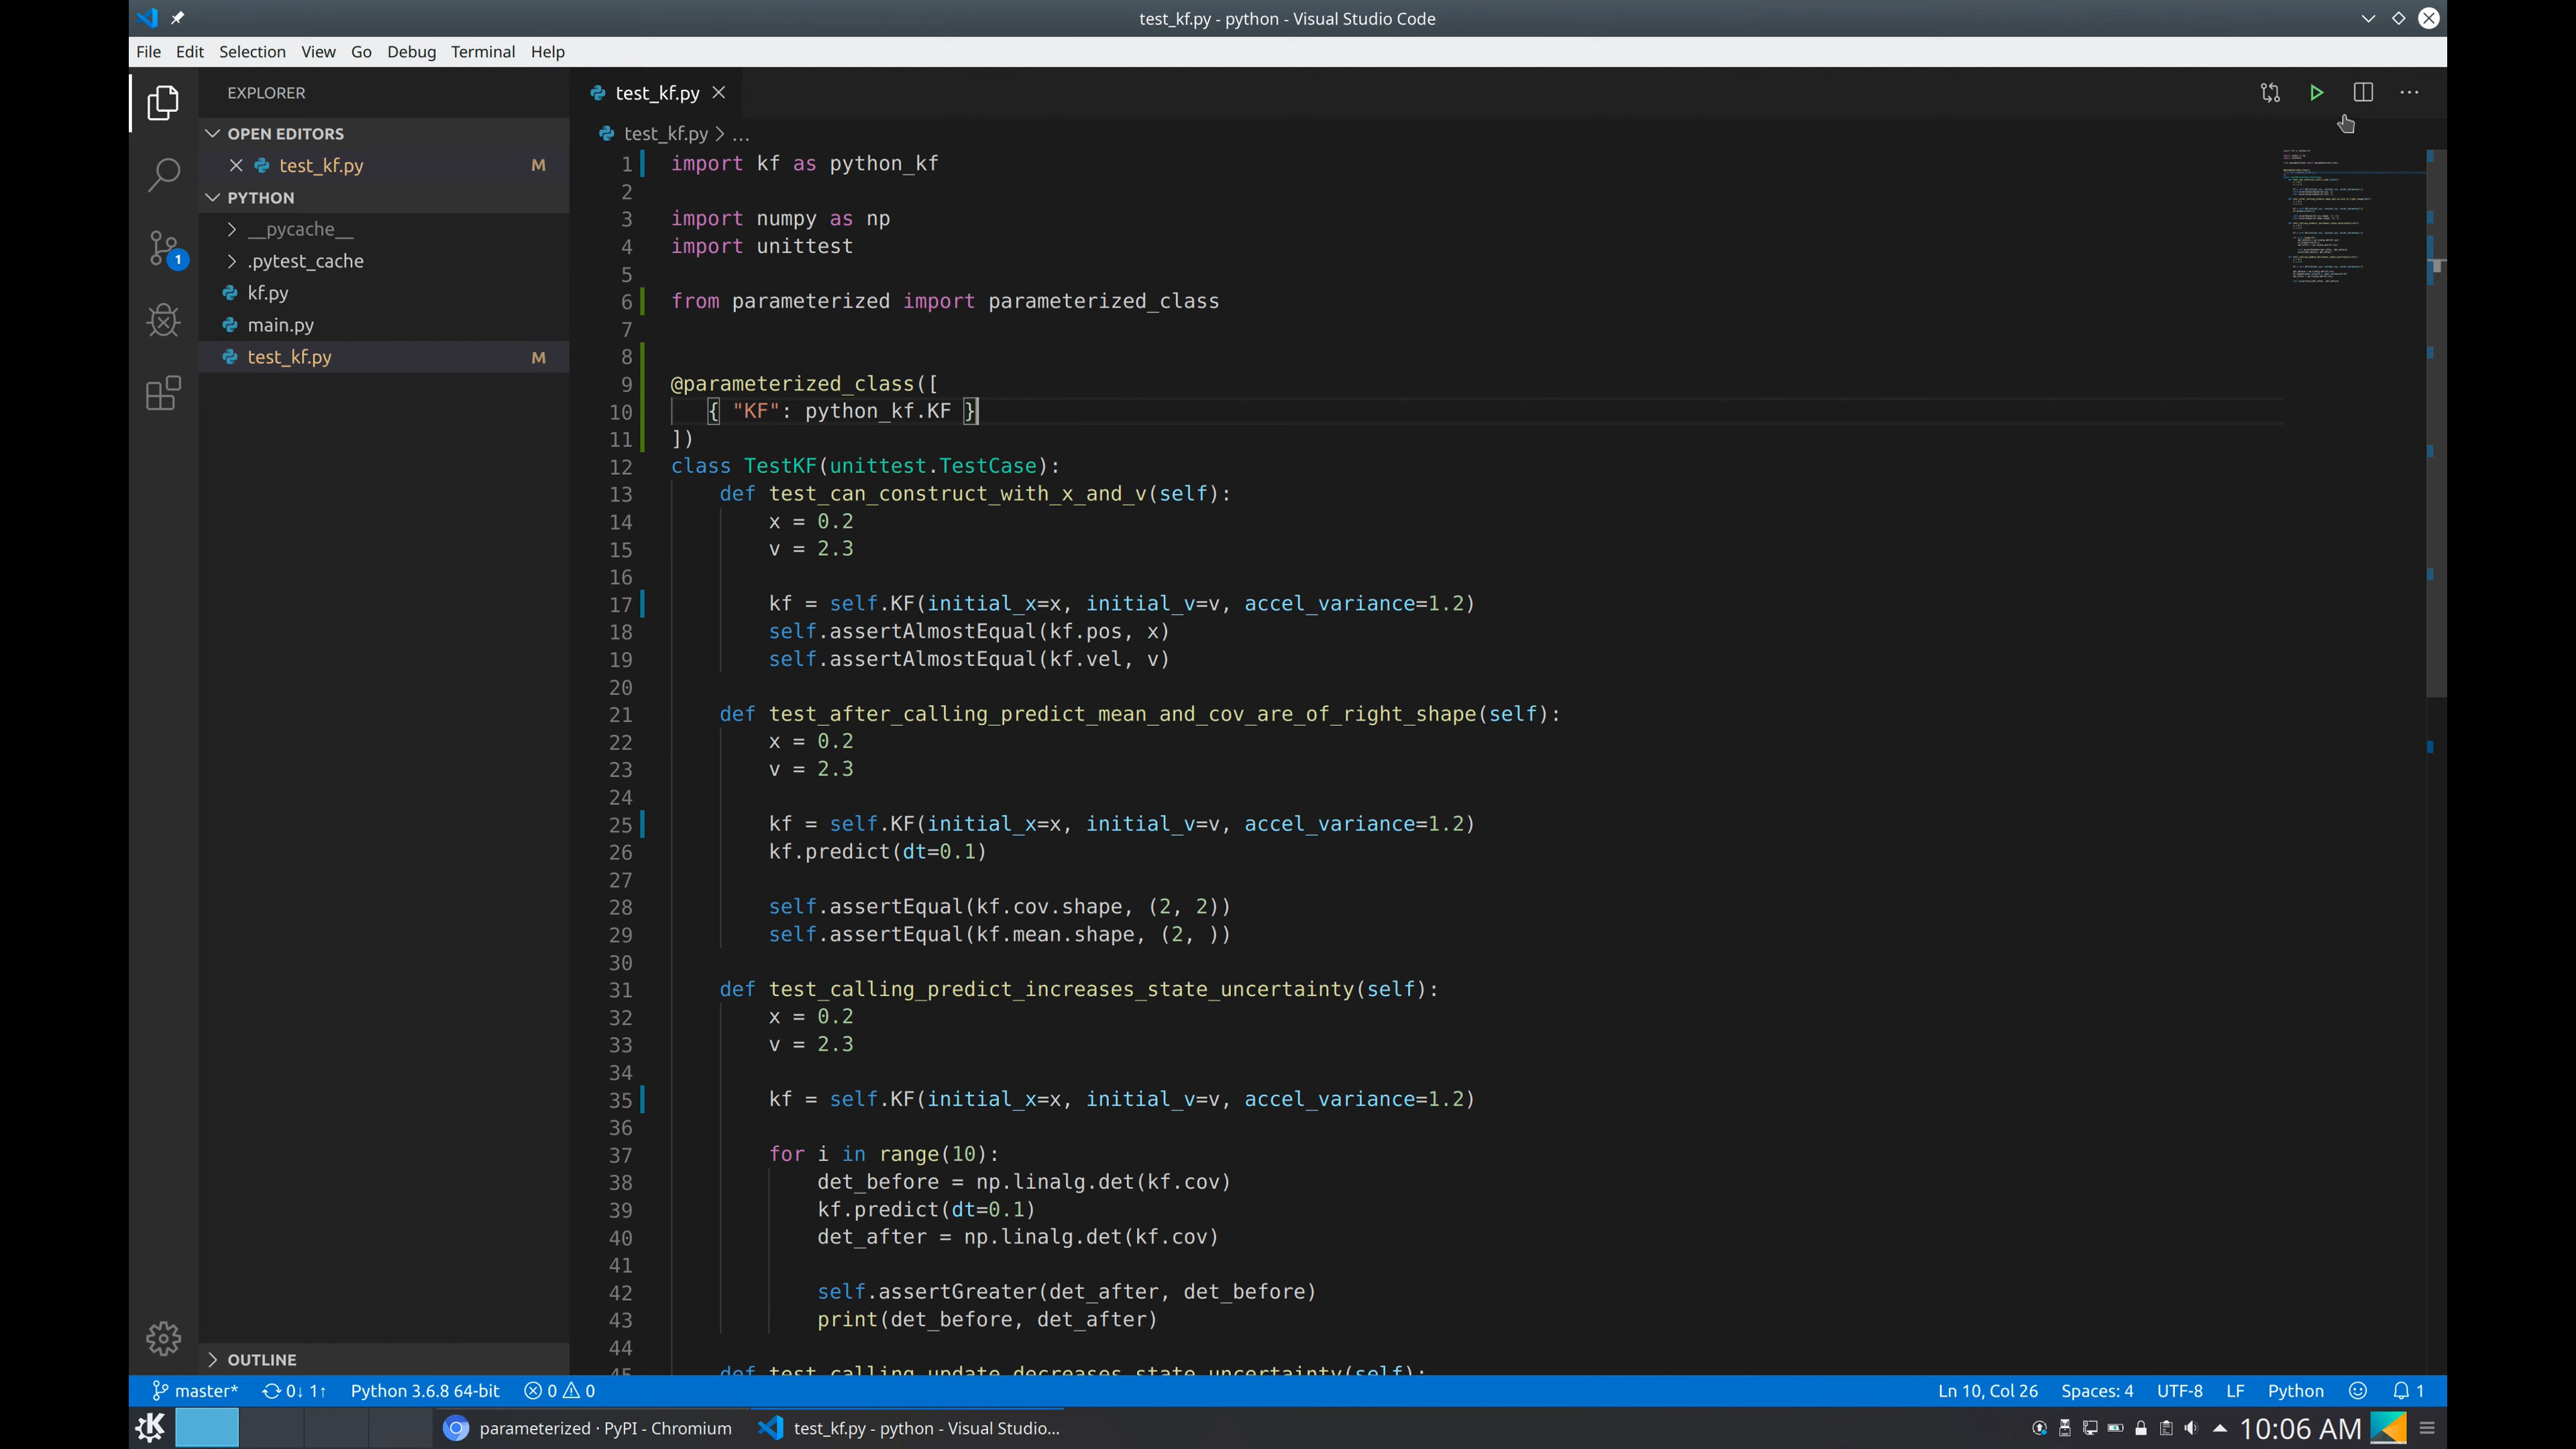 test_kf.py - python - Visual Studio Code
File Edit Selection View Go Debug Terminal Help
EXPLORER
OPEN EDITORS
test_kf.py M
PYTHON
__pycache__
.pytest_cache
kf.py
main.py
test_kf.py M
OUTLINE
1
test_kf.py
test_kf.py > ...
1 import kf as python_kf
2
3 import numpy as np
4 import unittest
5
6 from parameterized import parameterized_class
7
8
9 @parameterized_class([
10 { "KF": python_kf.KF }
11 ])
12 class TestKF(unittest.TestCase):
13 def test_can_construct_with_x_and_v(self):
14 x = 0.2
15 v = 2.3
16
17 kf = self.KF(initial_x=x, initial_v=v, accel_variance=1.2)
18 self.assertAlmostEqual(kf.pos, x)
19 self.assertAlmostEqual(kf.vel, v)
20
21 def test_after_calling_predict_mean_and_cov_are_of_right_shape(self):
22 x = 0.2
23 v = 2.3
24
25 kf = self.KF(initial_x=x, initial_v=v, accel_variance=1.2)
26 kf.predict(dt=0.1)
27
28 self.assertEqual(kf.cov.shape, (2, 2))
29 self.assertEqual(kf.mean.shape, (2, ))
30
31 def test_calling_predict_increases_state_uncertainty(self):
32 x = 0.2
33 v = 2.3
34
35 kf = self.KF(initial_x=x, initial_v=v, accel_variance=1.2)
36
37 for i in range(10):
38 det_before = np.linalg.det(kf.cov)
39 kf.predict(dt=0.1)
40 det_after = np.linalg.det(kf.cov)
41
42 self.assertGreater(det_after, det_before)
43 print(det_before, det_after)
44
45 def test_calling_update_decreases_state_uncertainty(self):
master* 0↓ 1↑ Python 3.6.8 64-bit 0 0 Ln 10, Col 26 Spaces: 4 UTF-8 LF Python 1
parameterized · PyPI - Chromium test_kf.py - python - Visual Studio... 10:06 AM